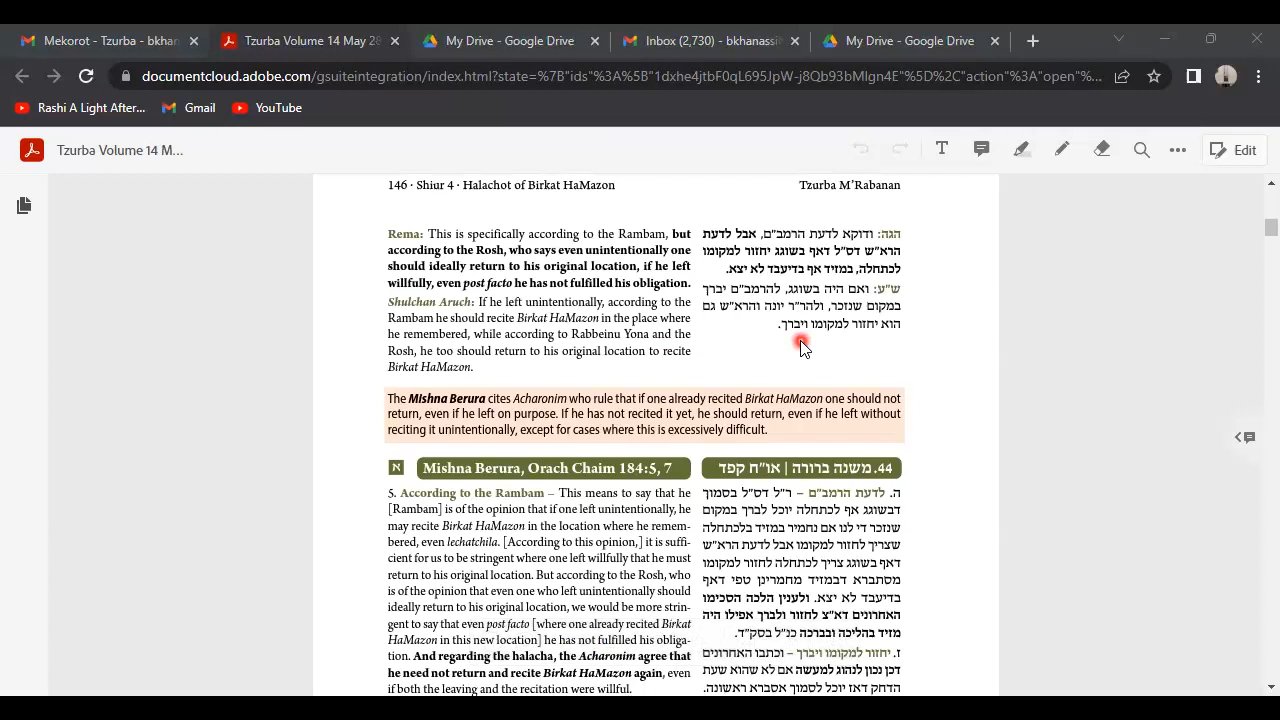 Mekorot - Tzurba - bkhan
Tzurba Volume 14 May 28
My Drive - Google Drive
Inbox (2,730) - bkhanassi
My Drive - Google Drive
documentcloud.adobe.com/gsuiteintegration/index.html?state=%7B"ids"%3A%5B"1dxhe4jtbF0qL695JpW-j8Qb93bMlgn4E"%5D%2C"action"%3A"open"%...
Rashi A Light After...
Gmail
YouTube
Tzurba Volume 14 M...
Edit
146 · Shiur 4 · Halachot of Birkat HaMazon
Tzurba M'Rabanan
Rema: This is specifically according to the Rambam, but
according to the Rosh, who says even unintentionally one
should ideally return to his original location, if he left
willfully, even post facto he has not fulfilled his obligation.
Shulchan Aruch: If he left unintentionally, according to the
Rambam he should recite Birkat HaMazon in the place where
he remembered, while according to Rabbeinu Yona and the
Rosh, he too should return to his original location to recite
Birkat HaMazon.
הגה: ודוקא לדעת הרמב"ם, אבל לדעת
הרא"ש דס"ל דאף בשוגג יחזור למקומו
לכתחלה, במזיד אף בדיעבד לא יצא.
ש"ע: ואם היה בשוגג, להרמב"ם יברך
במקום שנזכר, ולהר"ר יונה והרא"ש גם
הוא יחזור למקומו ויברך.
The Mishna Berura cites Acharonim who rule that if one already recited Birkat HaMazon one should not
return, even if he left on purpose. If he has not recited it yet, he should return, even if he left without
reciting it unintentionally, except for cases where this is excessively difficult.
א
Mishna Berura, Orach Chaim 184:5, 7
44. משנה ברורה | או"ח קפד
5. According to the Rambam – This means to say that he
[Rambam] is of the opinion that if one left unintentionally, he
may recite Birkat HaMazon in the location where he remem-
bered, even lechatchila. [According to this opinion,] it is suffi-
cient for us to be stringent where one left willfully that he must
return to his original location. But according to the Rosh, who
is of the opinion that even one who left unintentionally should
ideally return to his original location, we would be more strin-
gent to say that even post facto [where one already recited Birkat
HaMazon in this new location] he has not fulfilled his obliga-
tion. And regarding the halacha, the Acharonim agree that
he need not return and recite Birkat HaMazon again, even
if both the leaving and the recitation were willful.
ה. לדעת הרמב"ם – ר"ל דס"ל בסמוך
דבשוגג אף לכתחלה יוכל לברך במקום
שנזכר די לנו אם נחמיר במזיד בלכתחלה
שצריך לחזור למקומו אבל לדעת הרא"ש
דאף בשוגג צריך לכתחלה לחזור למקומו
מסתברא דבמזיד מחמרינן טפי דאף
בדיעבד לא יצא. ולענין הלכה הסכימו
האחרונים דא"צ לחזור ולברך אפילו היה
מזיד בהליכה ובברכה כנ"ל בסק"ד.
ז. יחזור למקומו ויברך – וכתבו האחרונים
דכן נכון לנהוג למעשה אם לא שהוא שעת
הדחק דאז יוכל לסמוך אסברא ראשונה.